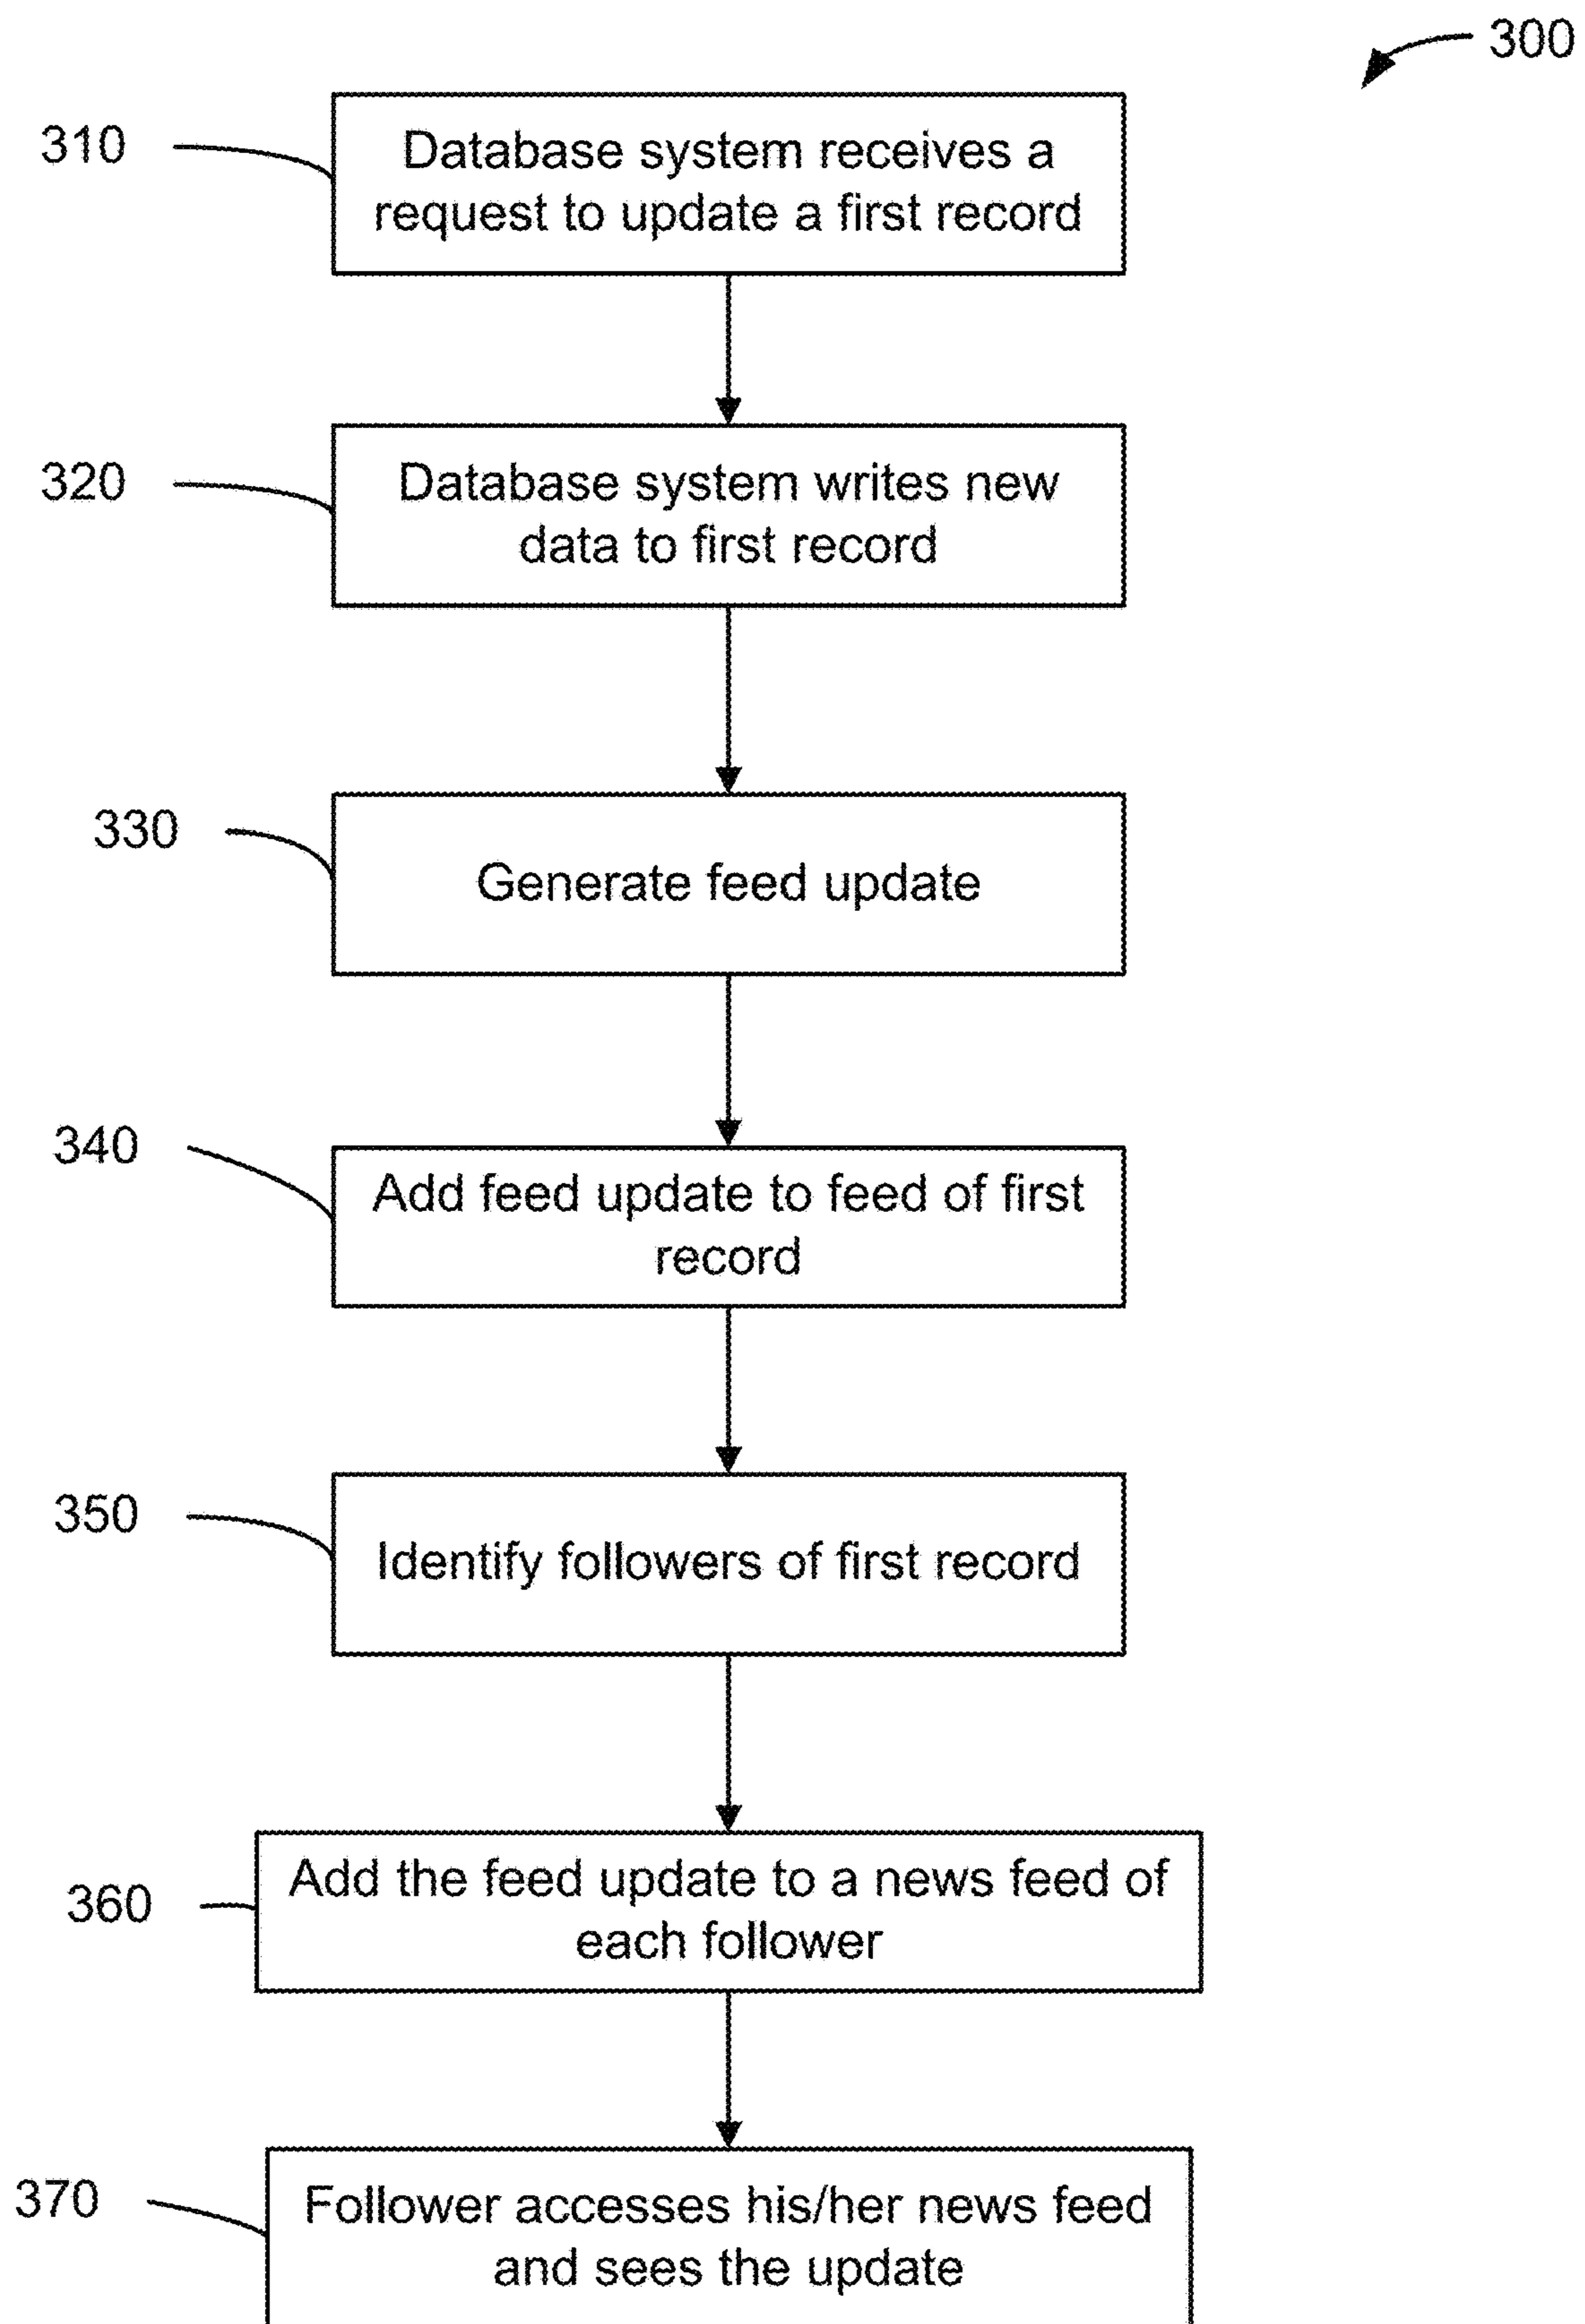 300
310
Database system receives a
request to update a first record
320
Database system writes new
data to first record
330
Generate feed update
340
Add feed update to feed of first
record
350
Identify followers of first record
360
Add the feed update to a news feed of
each follower
370
Follower accesses his/her news feed
and sees the update